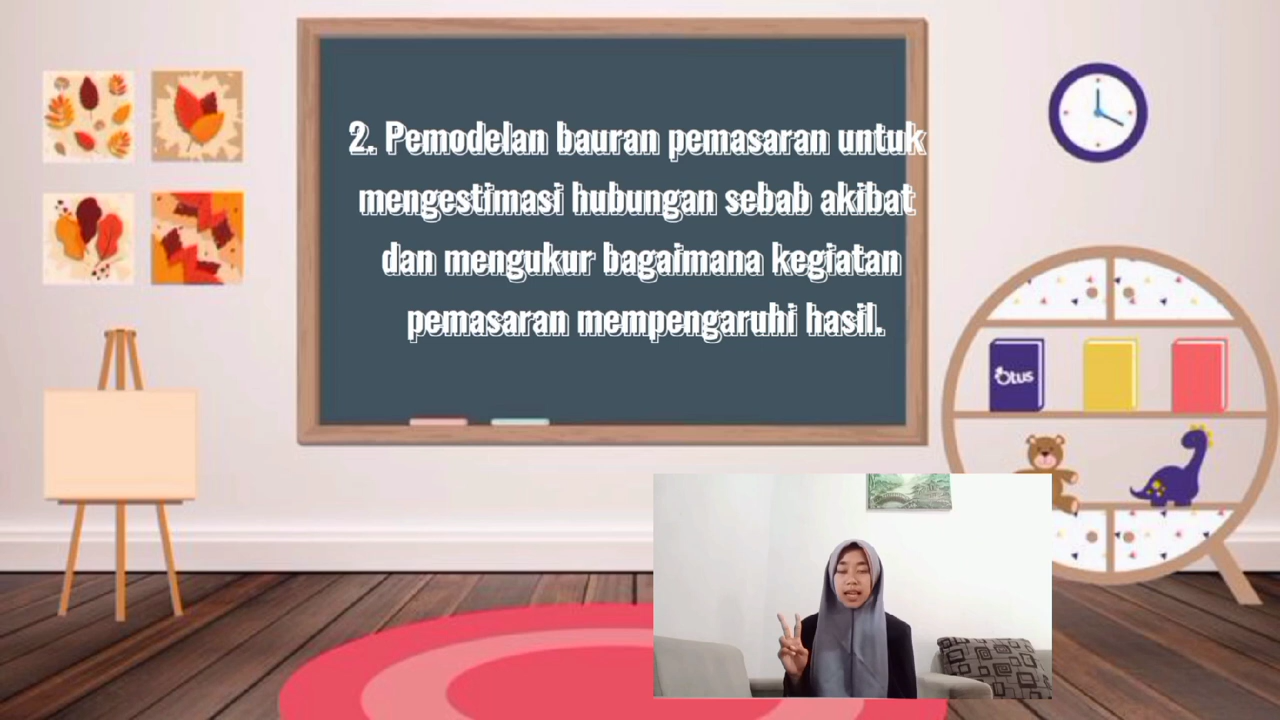 2. Pemodelan bauran pemasaran untuk
mengestimasi hubungan sebab akibat
dan mengukur bagaimana kegiatan
pemasaran mempengaruhi hasil.
Otus